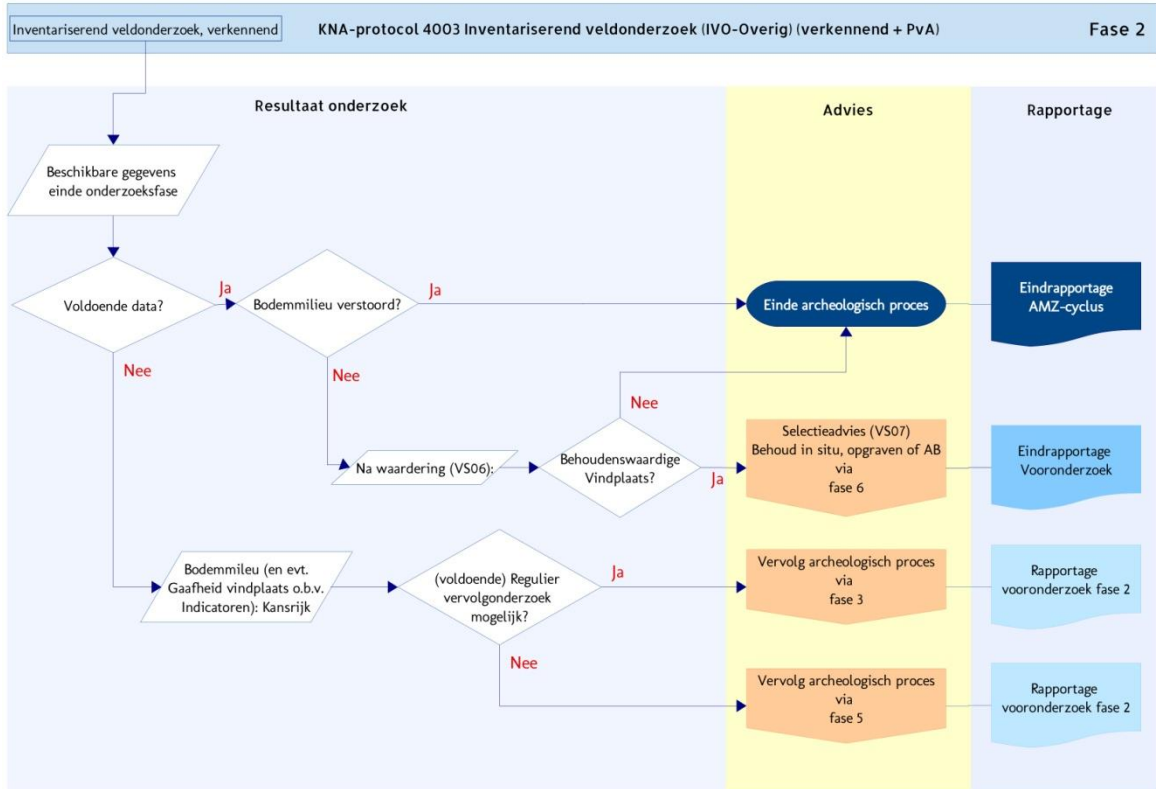 Inventariserend veldonderzoek, verkennend
KNA-protocol 4003 Inventariserend veldonderzoek (IVO-Overig) (verkennend + PvA)
Fase 2
Resultaat onderzoek
Advies
Rapportage
Beschikbare gegevens
einde onderzoeksfase
Voldoende data?
Ja
Bodemmilieu verstoord?
Ja
Einde archeologisch proces
Eindrapportage
AMZ-cyclus
Nee
Nee
Nee
Na waardering (VS06):
Behoudenswaardige
Vindplaats?
Ja
Selectieadvies (VS07)
Behoud in situ, opgraven of AB
via
fase 6
Eindrapportage
Vooronderzoek
Bodemmileu (en evt.
Gaafheid vindplaats o.b.v.
Indicatoren): Kansrijk
(voldoende) Regulier
vervolgonderzoek
mogelijk?
Ja
Vervolg archeologisch proces
via
fase 3
Rapportage
vooronderzoek fase 2
Nee
Vervolg archeologisch proces
via
fase 5
Rapportage
vooronderzoek fase 2